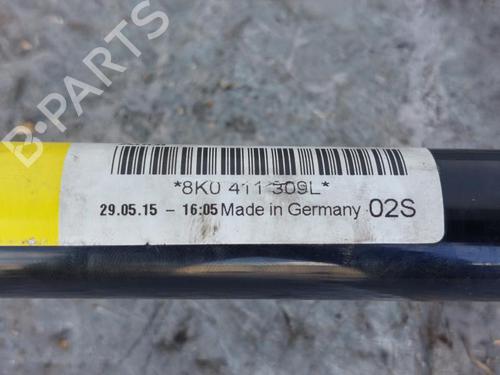 B-PARTS
*8K0 411 309L*
29.05.15 – 16:05 Made in Germany 02S